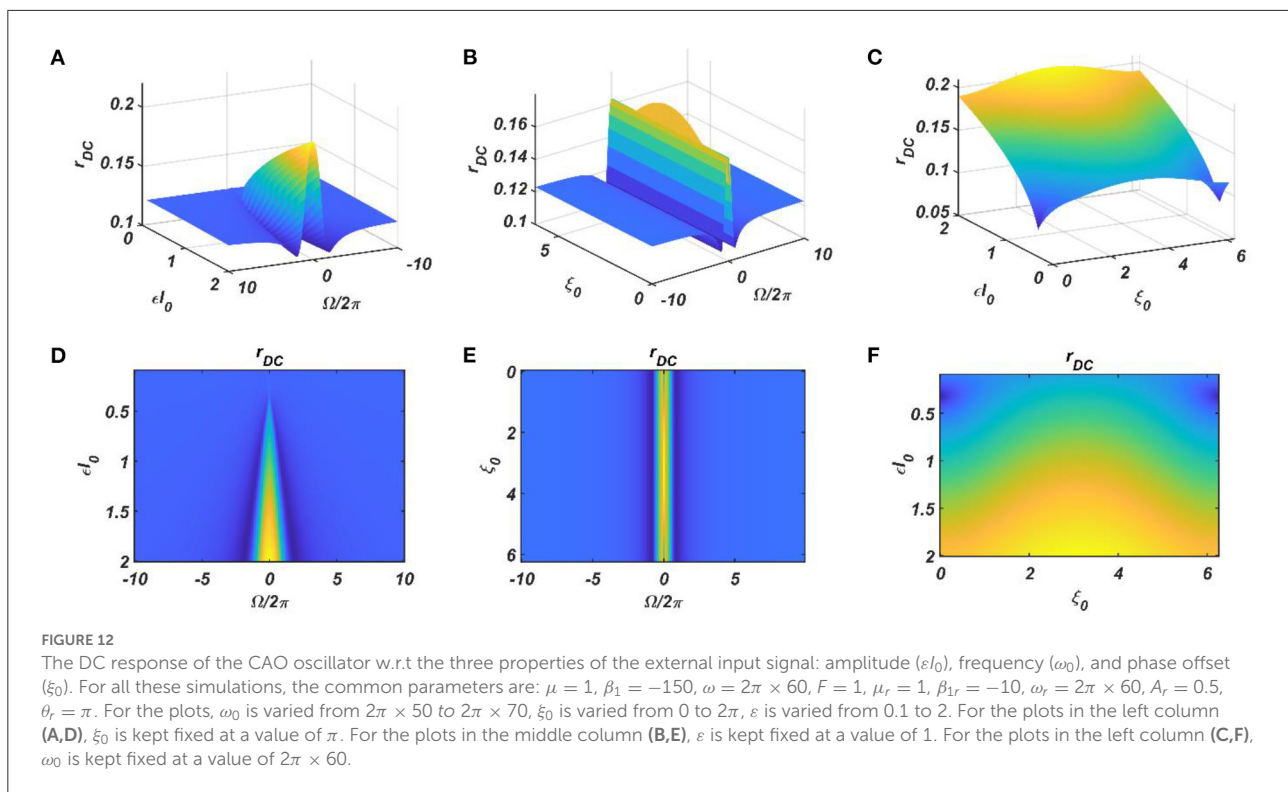 A
B
C
0.2
0.15
0.1
r_DC
0
1
2
εI_0
10
0
-10
Ω/2π
0.16
0.14
0.12
0.1
r_DC
5
0
ξ_0
-10
0
10
Ω/2π
0.2
0.15
0.1
0.05
r_DC
2
1
0
εI_0
0
2
4
6
ξ_0
D
r_DC
0.5
1
1.5
2
εI_0
-10
-5
0
5
10
Ω/2π
E
r_DC
0
2
4
6
ξ_0
-10
-5
0
5
Ω/2π
F
r_DC
0.5
1
1.5
2
εI_0
0
2
4
6
ξ_0
FIGURE 12
The DC response of the CAO oscillator w.r.t the three properties of the external input signal: amplitude (εI_0), frequency (ω_0), and phase offset
(ξ_0). For all these simulations, the common parameters are: μ = 1, β_1 = −150, ω = 2π × 60, F = 1, μ_r = 1, β_1r = −10, ω_r = 2π × 60, A_r = 0.5,
θ_r = π. For the plots, ω_0 is varied from 2π × 50 to 2π × 70, ξ_0 is varied from 0 to 2π, ε is varied from 0.1 to 2. For the plots in the left column
(A,D), ξ_0 is kept fixed at a value of π. For the plots in the middle column (B,E), ε is kept fixed at a value of 1. For the plots in the left column (C,F),
ω_0 is kept fixed at a value of 2π × 60.